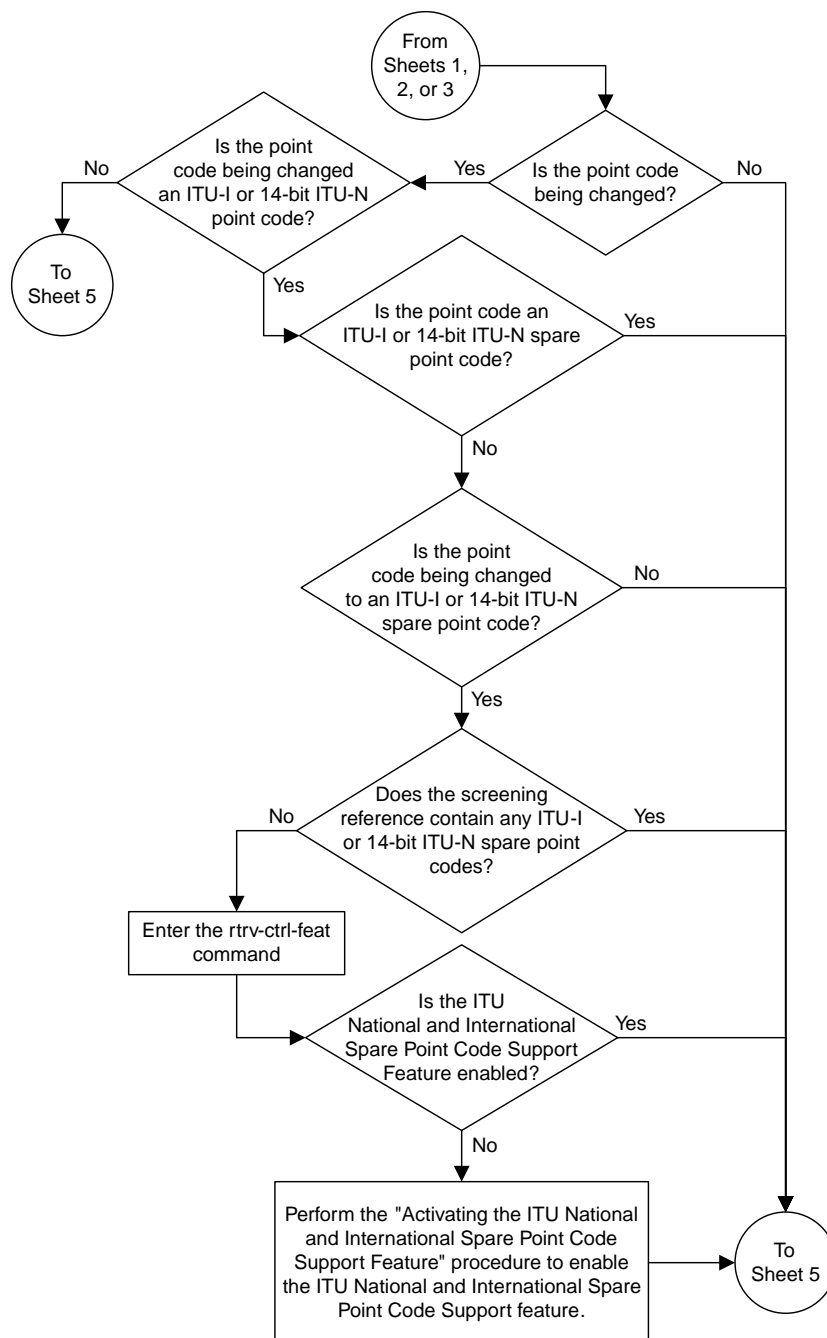 From
Sheets 1,
2, or 3
Is the point code
being changed?
Yes
No
Is the point
code being changed
an ITU-I or 14-bit ITU-N
point code?
No
Yes
To
Sheet 5
Is the point code an
ITU-I or 14-bit ITU-N spare
point code?
Yes
No
Is the point
code being changed
to an ITU-I or 14-bit ITU-N
spare point code?
No
Yes
Does the screening
reference contain any ITU-I
or 14-bit ITU-N spare point
codes?
No
Yes
Enter the rtrv-ctrl-feat
command
Is the ITU
National and International
Spare Point Code Support
Feature enabled?
Yes
No
Perform the "Activating the ITU National
and International Spare Point Code
Support Feature" procedure to enable
the ITU National and International Spare
Point Code Support feature.
To
Sheet 5